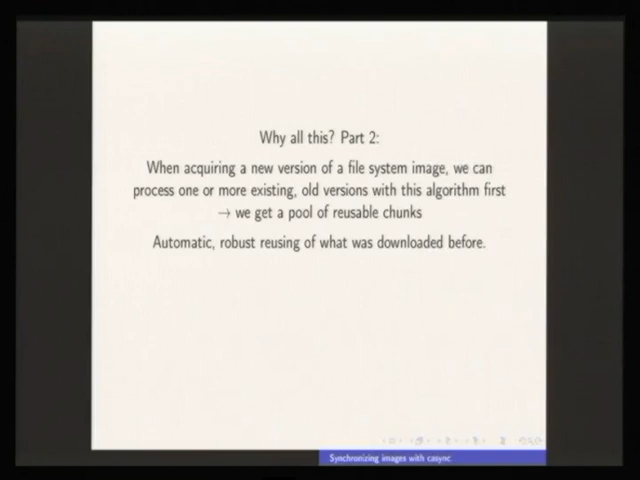 Why all this? Part 2:
When acquiring a new version of a file system image, we can
process one or more existing, old versions with this algorithm first
→ we get a pool of reusable chunks
Automatic, robust reusing of what was downloaded before.
Synchronizing images with casync